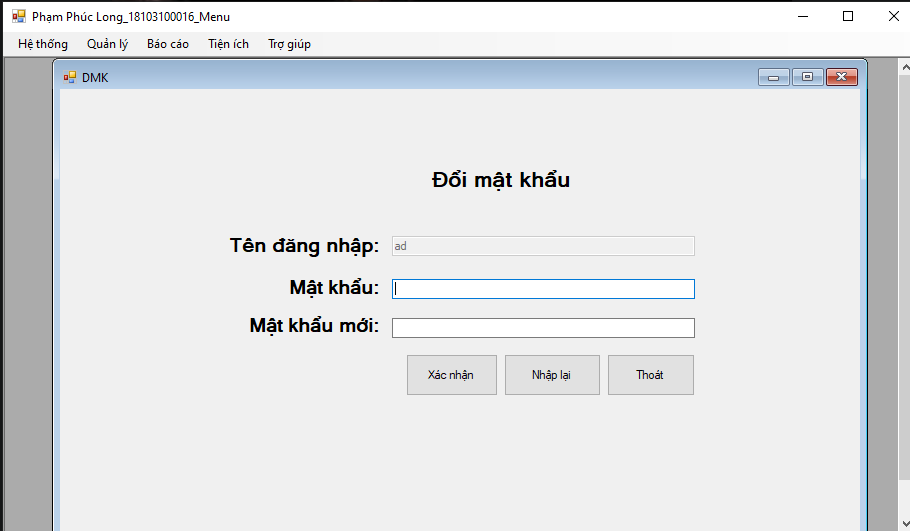 Phạm Phúc Long_18103100016_Menu
Hệ thống Quản lý Báo cáo Tiện ích Trợ giúp
DMK
Đổi mật khẩu
Tên đăng nhập: ad
Mật khẩu:
Mật khẩu mới:
Xác nhận Nhập lại Thoát